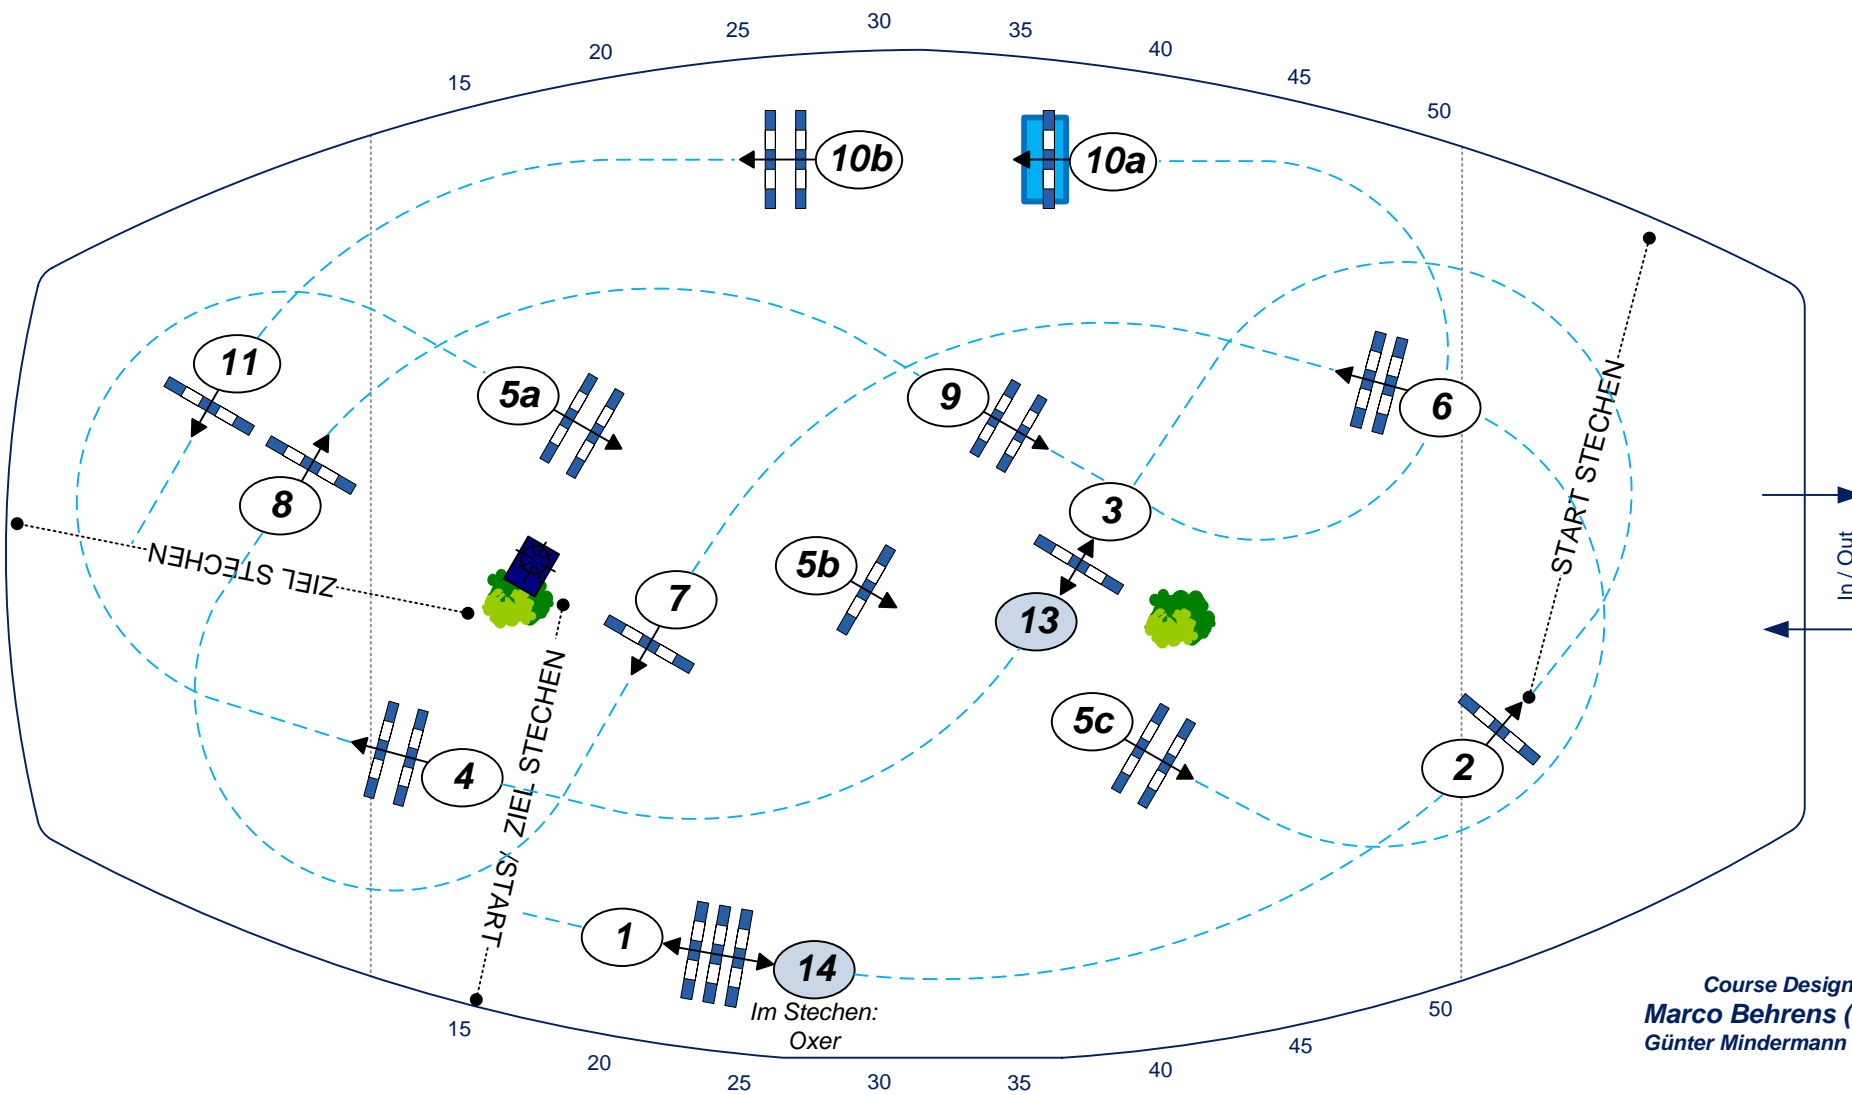 30
25
35
20
40
15
45
50
10b
10a
11
5a
9
6
START STECHEN
8
3
ZIEL STECHEN
5b
7
13
In / Out
/START ZIEL STECHEN
4
5c
2
1
14
Im Stechen:
Oxer
Course Design
Marco Behrens (
Günter Mindermann
15
50
45
20
40
25
30
35